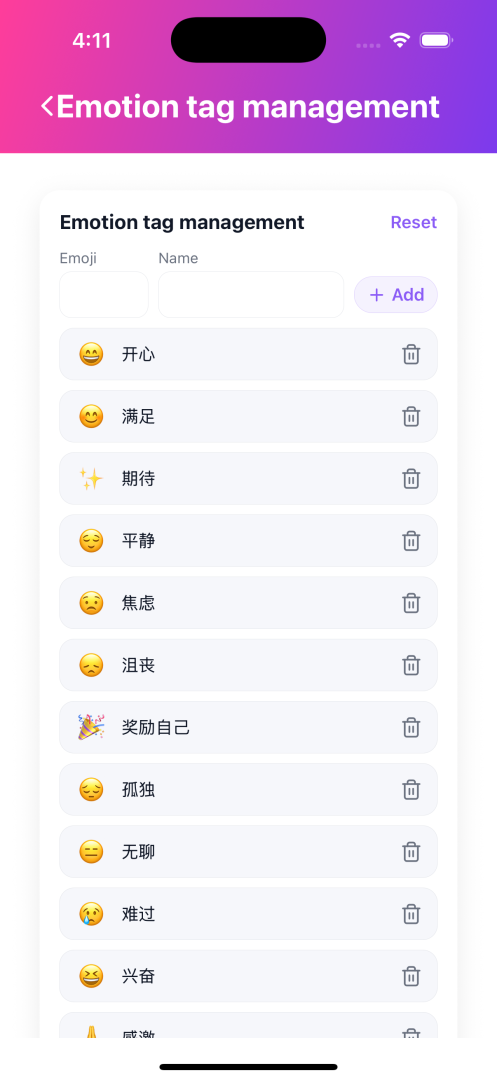 4:11
Emotion tag management
Emotion tag management
Reset
Emoji
Name
+ Add
😄 开心
😊 满足
✨ 期待
😌 平静
😟 焦虑
😞 沮丧
🎉 奖励自己
😔 孤独
😑 无聊
😢 难过
😆 兴奋
🙏 感激